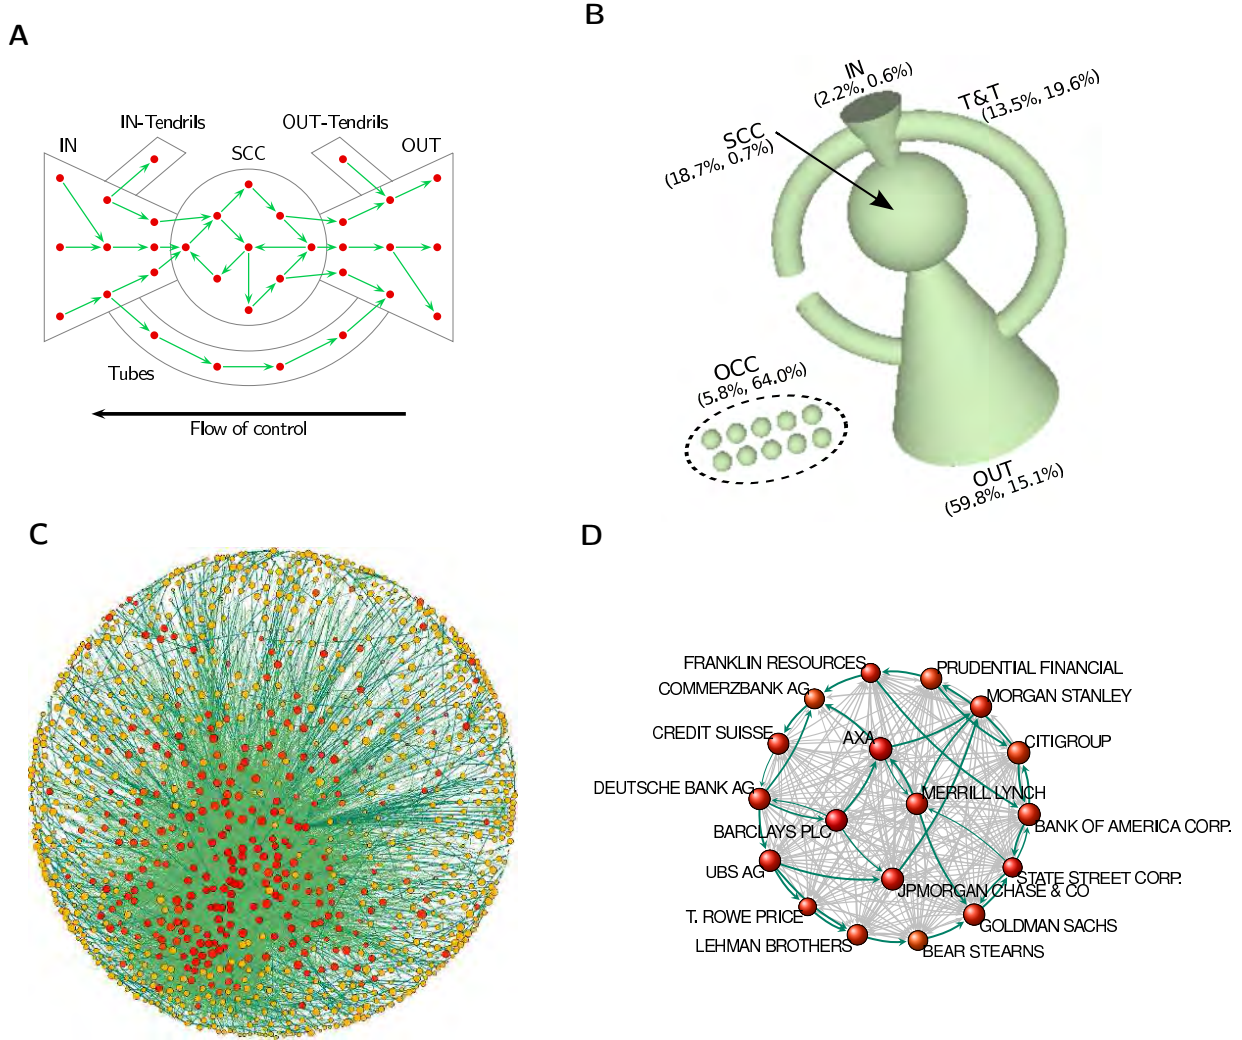 A
IN-Tendrils
OUT-Tendrils
IN
SCC
OUT
Tubes
Flow of control
B
IN
(2.2%, 0.6%)
T&T
(13.5%, 19.6%)
SCC
(18.7%, 0.7%)
OCC
(5.8%, 64.0%)
OUT
(59.8%, 15.1%)
C
D
FRANKLIN RESOURCES
PRUDENTIAL FINANCIAL
COMMERZBANK AG
MORGAN STANLEY
CREDIT SUISSE
AXA
CITIGROUP
DEUTSCHE BANK AG
MERRILL LYNCH
BARCLAYS PLC
BANK OF AMERICA CORP.
UBS AG
STATE STREET CORP.
JPMORGAN CHASE & CO
T. ROWE PRICE
GOLDMAN SACHS
LEHMAN BROTHERS
BEAR STEARNS